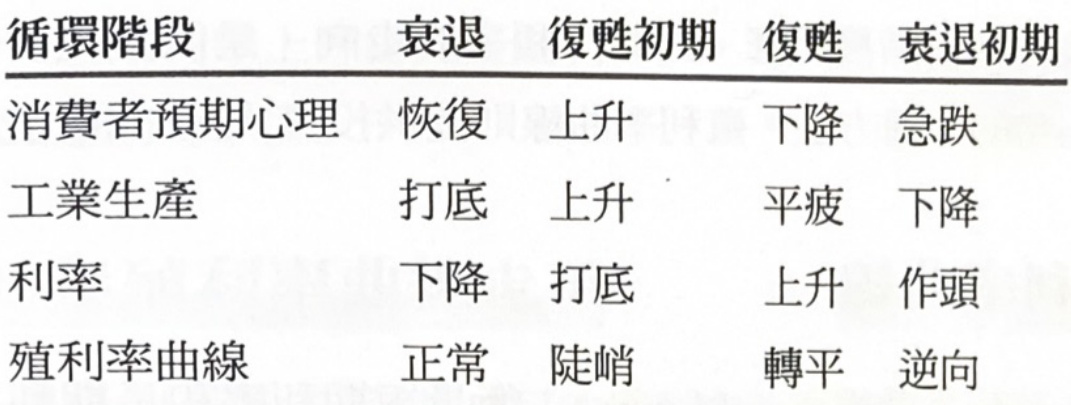 循環階段 衰退 復甦初期 復甦 衰退初期
消費者預期心理 恢復 上升 下降 急跌
工業生產 打底 上升 平疲 下降
利率 下降 打底 上升 作頭
殖利率曲線 正常 陡峭 轉平 逆向